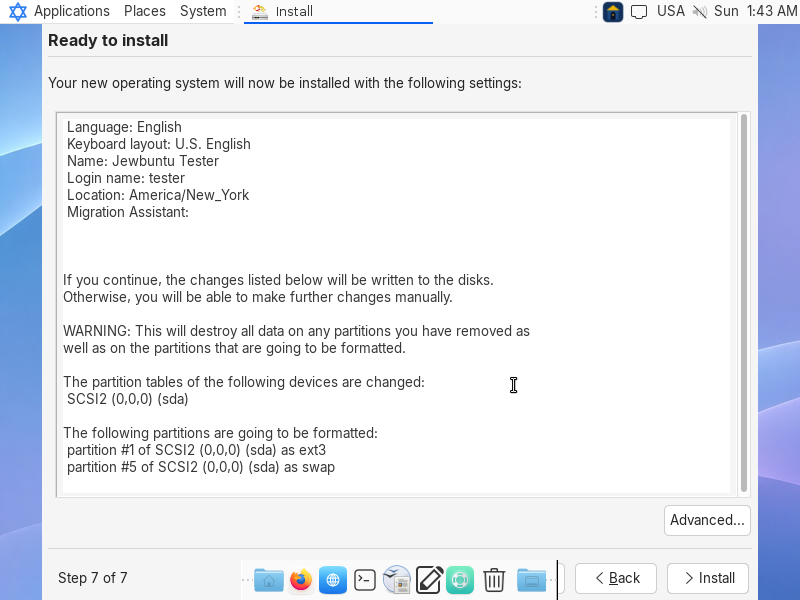 Applications Places System Install USA Sun 1:43 AM
Ready to install
Your new operating system will now be installed with the following settings:
Language: English
Keyboard layout: U.S. English
Name: Jewbuntu Tester
Login name: tester
Location: America/New_York
Migration Assistant:
If you continue, the changes listed below will be written to the disks.
Otherwise, you will be able to make further changes manually.
WARNING: This will destroy all data on any partitions you have removed as
well as on the partitions that are going to be formatted.
The partition tables of the following devices are changed:
SCSI2 (0,0,0) (sda)
The following partitions are going to be formatted:
partition #1 of SCSI2 (0,0,0) (sda) as ext3
partition #5 of SCSI2 (0,0,0) (sda) as swap
Advanced...
Step 7 of 7 Back Install